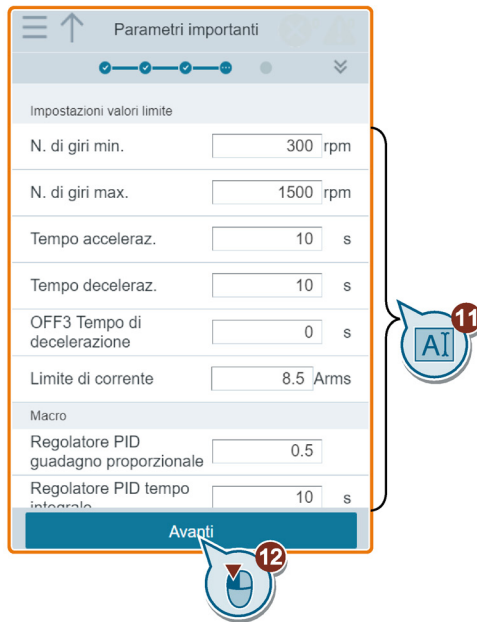 Parametri importanti
Impostazioni valori limite
N. di giri min. 300 rpm
N. di giri max. 1500 rpm
Tempo acceleraz. 10 s
Tempo deceleraz. 10 s
OFF3 Tempo di
decelerazione 0 s
Limite di corrente 8.5 Arms
Macro
Regolatore PID
guadagno proporzionale 0.5
Regolatore PID tempo
integrale 10 s
Avanti
11
AI
12